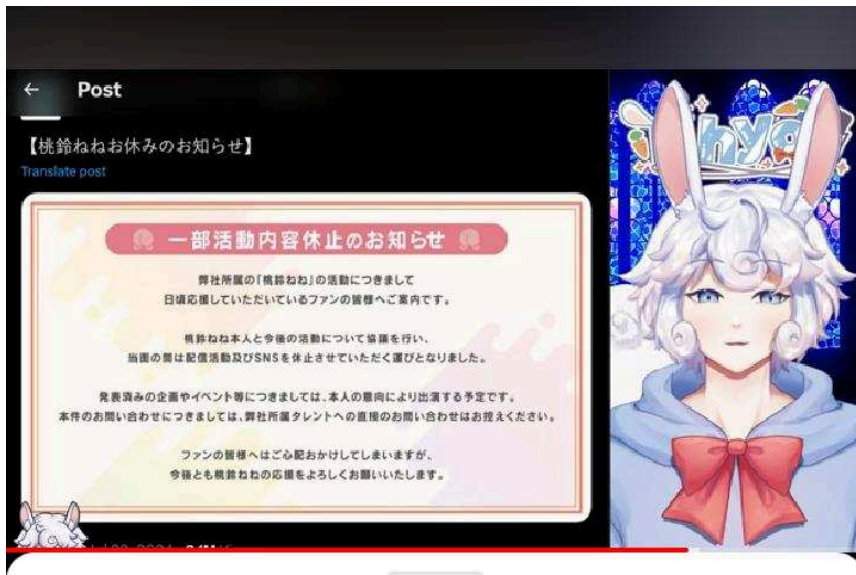 Post
【桃鈴ねねお休みのお知らせ】
Translate post
一部活動内容休止のお知らせ
弊社所属の『桃鈴ねね』の活動につきまして
日頃応援していただいているファンの皆様へご案内です。
桃鈴ねね本人と今後の活動について協議を行い、
当面の間は配信活動及びSNSを休止させていただく運びとなりました。
発表済みの企画やイベント等につきましては、本人の意向により出演する予定です。
本件のお問い合わせにつきましては、弊社所属タレントへの直接のお問い合わせはお控えください。
ファンの皆様へはご心配おかけしてしまいますが、
今後とも桃鈴ねねの応援をよろしくお願いいたします。